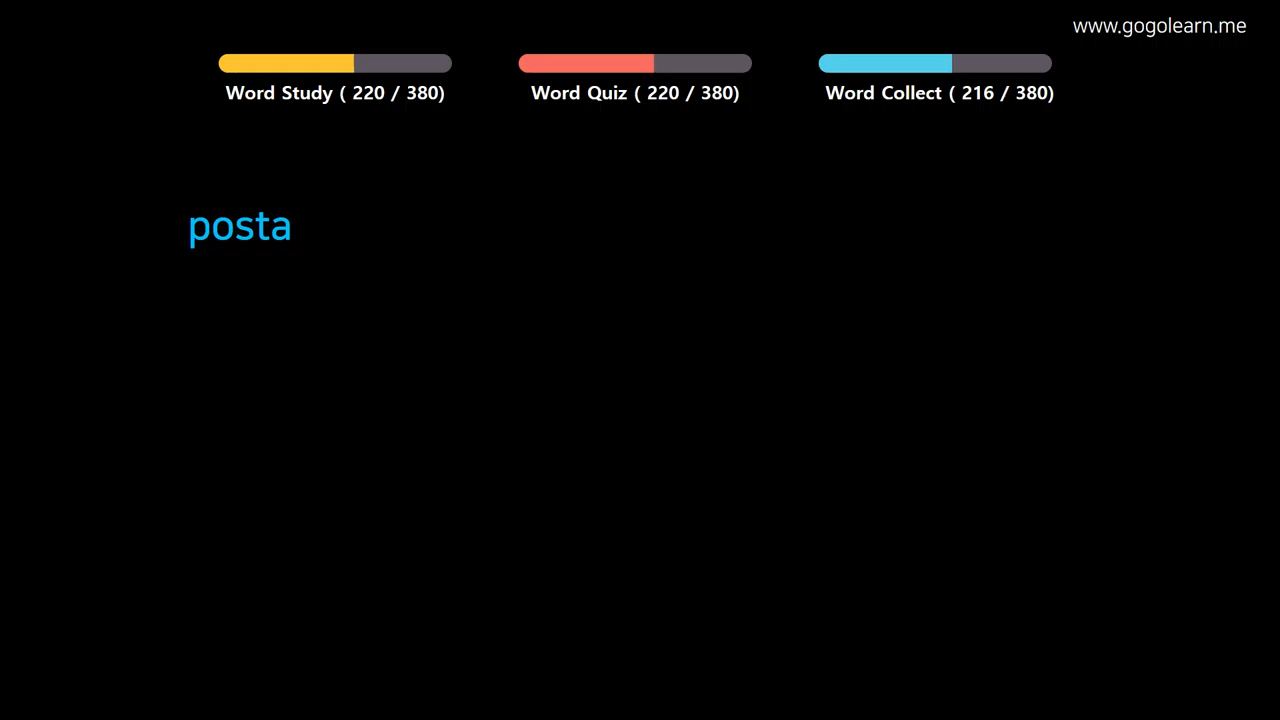 www.gogolearn.me
Word Study ( 220 / 380)
Word Quiz ( 220 / 380)
Word Collect ( 216 / 380)
posta